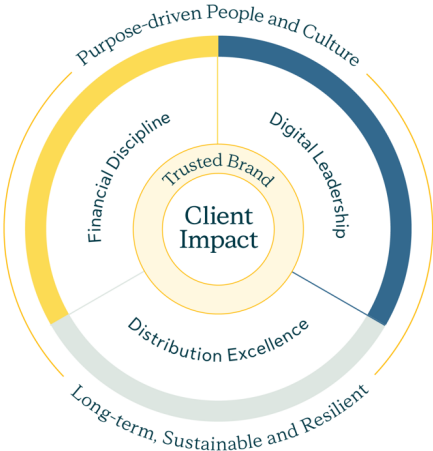 Purpose-driven People and Culture
Financial Discipline
Digital Leadership
Trusted Brand
Client
Impact
Distribution Excellence
Long-term, Sustainable and Resilient